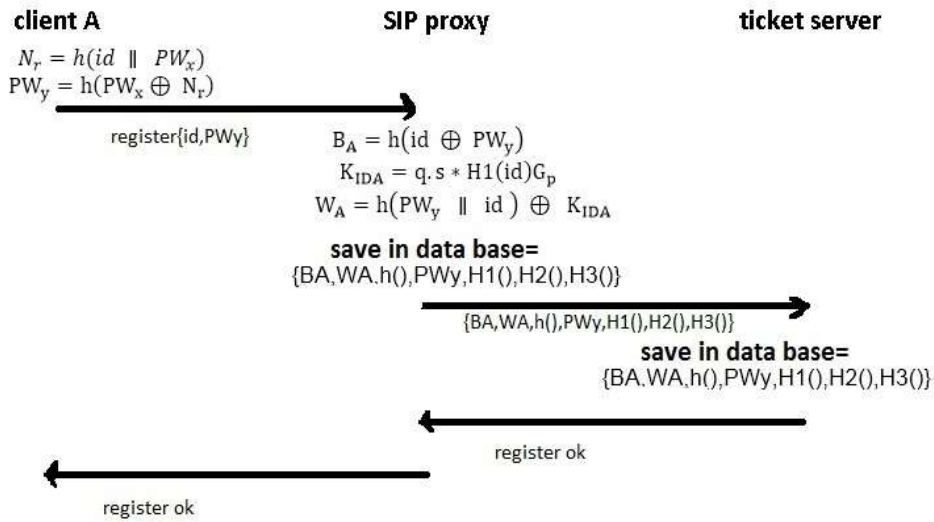 client A
SIP proxy
ticket server
N_r = h(id ∥ PW_x)
PW_y = h(PW_x ⊕ N_r)
register{id,PWy}
B_A = h(id ⊕ PW_y)
K_IDA = q.s * H1(id)G_p
W_A = h(PW_y ∥ id ) ⊕ K_IDA
save in data base=
{BA,WA.h(),PWy,H1(),H2(),H3()}
{BA,WA,h(),PWy,H1(),H2(),H3()}
save in data base=
{BA.WA,h(),PWy,H1(),H2(),H3()}
register ok
register ok